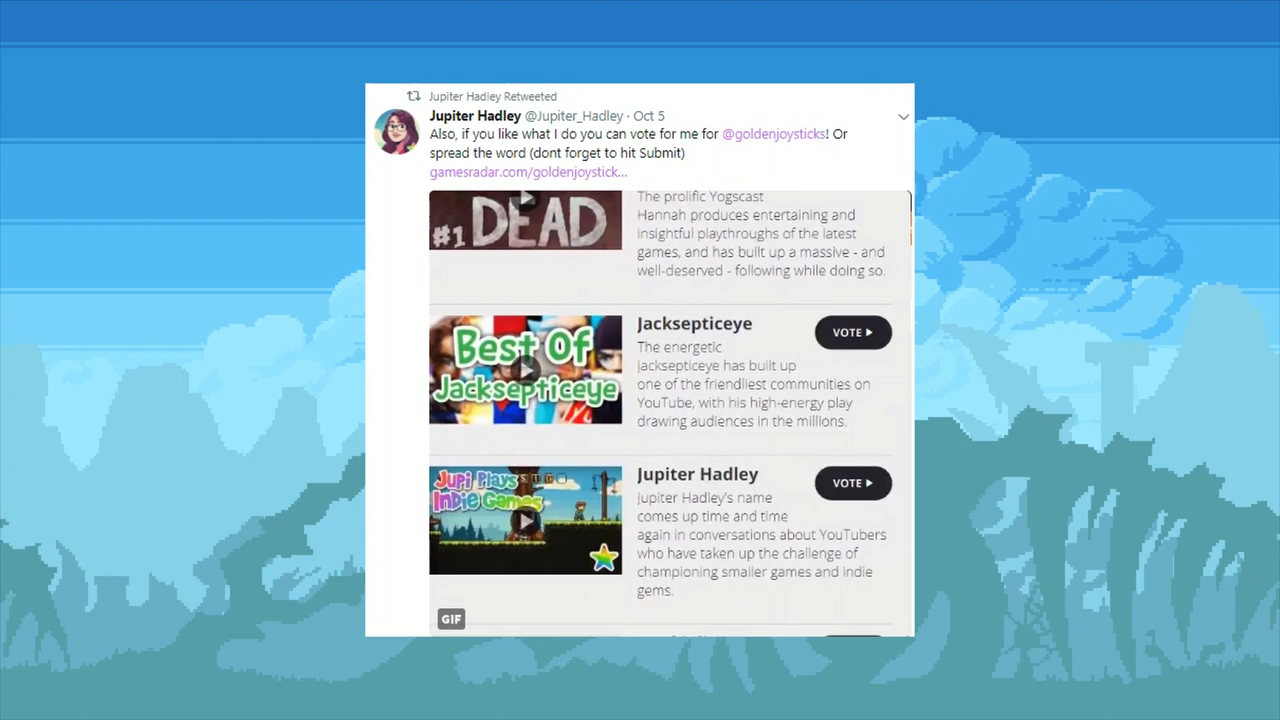 Jupiter Hadley Retweeted
Jupiter Hadley @Jupiter_Hadley · Oct 5
Also, if you like what I do you can vote for me for @goldenjoysticks! Or
spread the word (dont forget to hit Submit)
gamesradar.com/goldenjoystick...
#1 DEAD
The prolific Yogscast
Hannah produces entertaining and
insightful playthroughs of the latest
games, and has built up a massive - and
well-deserved - following while doing so.
Best Of
Jacksepticeye
Jacksepticeye
VOTE
The energetic
Jacksepticeye has built up
one of the friendliest communities on
YouTube, with his high-energy play
drawing audiences in the millions.
Jupi Plays
Indie Games
Jupiter Hadley
VOTE
Jupiter Hadley's name
comes up time and time
again in conversations about YouTubers
who have taken up the challenge of
championing smaller games and indie
gems.
GIF